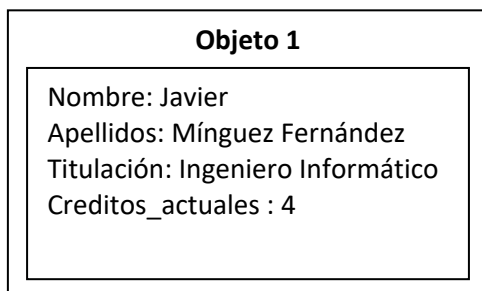 Objeto 1
Nombre: Javier
Apellidos: Mínguez Fernández
Titulación: Ingeniero Informático
Creditos_actuales : 4